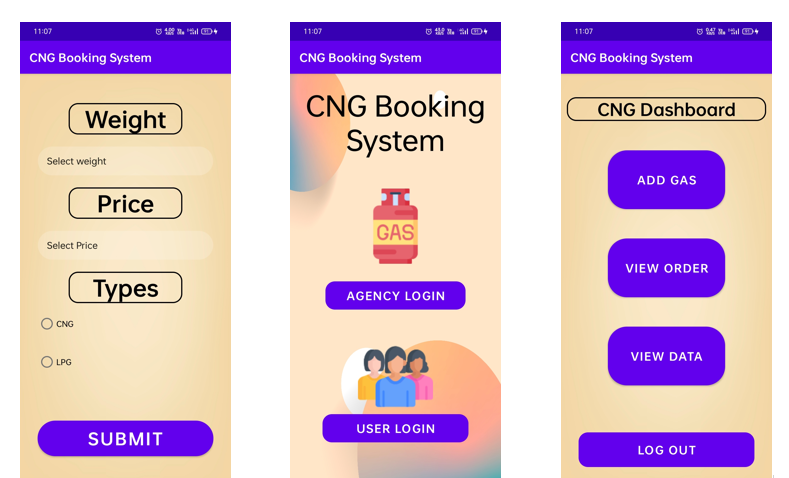 11:07
CNG Booking System
Weight
Select weight
Price
Select Price
Types
CNG
LPG
SUBMIT
11:07
CNG Booking System
CNG Booking
System
GAS
AGENCY LOGIN
USER LOGIN
11:07
CNG Booking System
CNG Dashboard
ADD GAS
VIEW ORDER
VIEW DATA
LOG OUT